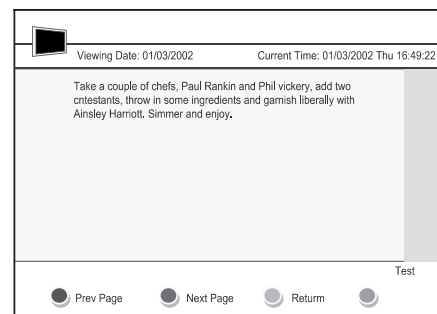 Viewing Date: 01/03/2002 Current Time: 01/03/2002 Thu 16:49:22
Take a couple of chefs, Paul Rankin and Phil vickery, add two
cntestants, throw in some ingredients and garnish liberally with
Ainsley Harriott. Simmer and enjoy.
Test
Prev Page Next Page Returm